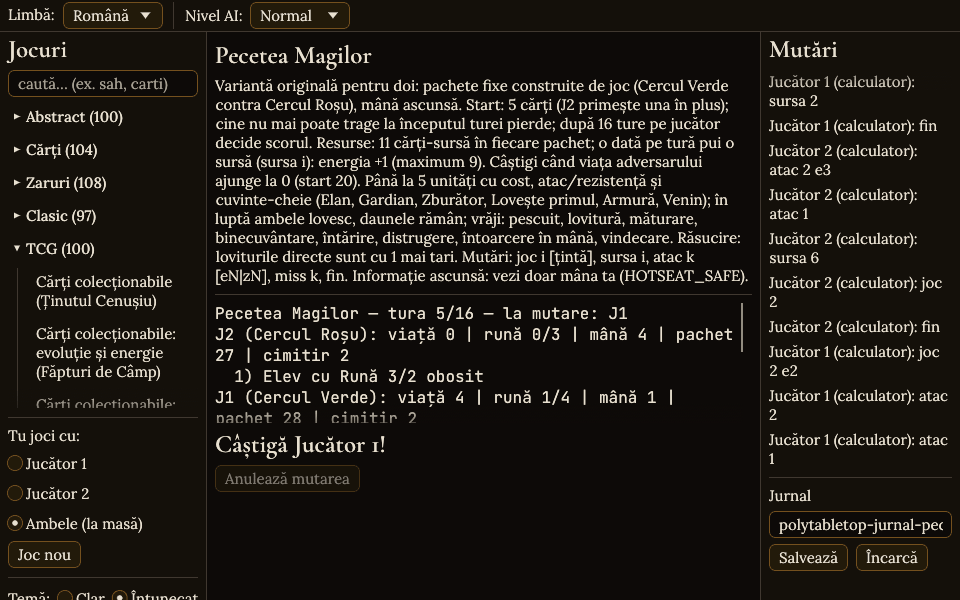 Limbă: Română ▼ Nivel AI: Normal ▼
Jocuri
caută... (ex. sah, carti)
▸ Abstract (100)
▸ Cărți (104)
▸ Zaruri (108)
▸ Clasic (97)
▾ TCG (100)
Cărți colecționabile
(Ținutul Cenușiu)
Cărți colecționabile:
evoluție și energie
(Făpturi de Câmp)
Cărți colecționabile:
Tu joci cu:
Jucător 1
Jucător 2
Ambele (la masă)
Joc nou
Temă: Clar Întunecat
Pecetea Magilor
Variantă originală pentru doi: pachete fixe construite de joc (Cercul Verde
contra Cercul Roșu), mână ascunsă. Start: 5 cărți (J2 primește una în plus);
cine nu mai poate trage la începutul turei pierde; după 16 ture pe jucător
decide scorul. Resurse: 11 cărți-sursă în fiecare pachet; o dată pe tură pui o
sursă (sursa i): energia +1 (maximum 9). Câștigi când viața adversarului
ajunge la 0 (start 20). Până la 5 unități cu cost, atac/rezistență și
cuvinte-cheie (Elan, Gardian, Zburător, Lovește primul, Armură, Venin); în
luptă ambele lovesc, daunele rămân; vrăji: pescuit, lovitură, măturare,
binecuvântare, întărire, distrugere, întoarcere în mână, vindecare. Răsucire:
loviturile directe sunt cu 1 mai tari. Mutări: joc i [țintă], sursa i, atac k
[eN|zN], miss k, fin. Informație ascunsă: vezi doar mâna ta (HOTSEAT_SAFE).
Pecetea Magilor — tura 5/16 — la mutare: J1
J2 (Cercul Roșu): viață 0 | rună 0/3 | mână 4 | pachet
27 | cimitir 2
1) Elev cu Rună 3/2 obosit
J1 (Cercul Verde): viață 4 | rună 1/4 | mână 1 |
pachet 28 | cimitir 2
Câștigă Jucător 1!
Anulează mutarea
Mutări
Jucător 1 (calculator):
sursa 2
Jucător 1 (calculator): fin
Jucător 2 (calculator):
atac 2 e3
Jucător 2 (calculator):
atac 1
Jucător 2 (calculator):
sursa 6
Jucător 2 (calculator): joc
2
Jucător 2 (calculator): fin
Jucător 1 (calculator): joc
2 e2
Jucător 1 (calculator): atac
2
Jucător 1 (calculator): atac
1
Jurnal
polytabletop-jurnal-pec
Salvează Încarcă